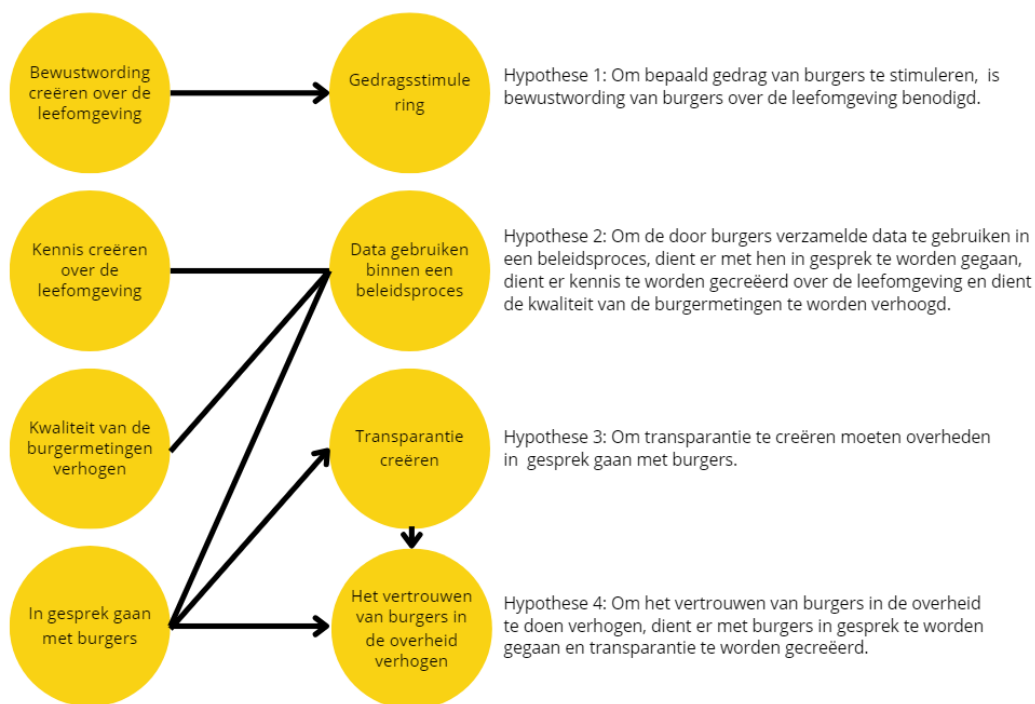 Bewustwording
creëren over de
leefomgeving
Gedragsstimule
ring
Hypothese 1: Om bepaald gedrag van burgers te stimuleren, is
bewustwording van burgers over de leefomgeving benodigd.
Kennis creëren
over de
leefomgeving
Data gebruiken
binnen een
beleidsproces
Hypothese 2: Om de door burgers verzamelde data te gebruiken in
een beleidsproces, dient er met hen in gesprek te worden gegaan,
dient er kennis te worden gecreëerd over de leefomgeving en dient
de kwaliteit van de burgermetingen te worden verhoogd.
Kwaliteit van de
burgermetingen
verhogen
Transparantie
creëren
Hypothese 3: Om transparantie te creëren moeten overheden
in gesprek gaan met burgers.
In gesprek gaan
met burgers
Het vertrouwen
van burgers in
de overheid
verhogen
Hypothese 4: Om het vertrouwen van burgers in de overheid
te doen verhogen, dient er met burgers in gesprek te worden
gegaan en transparantie te worden gecreëerd.